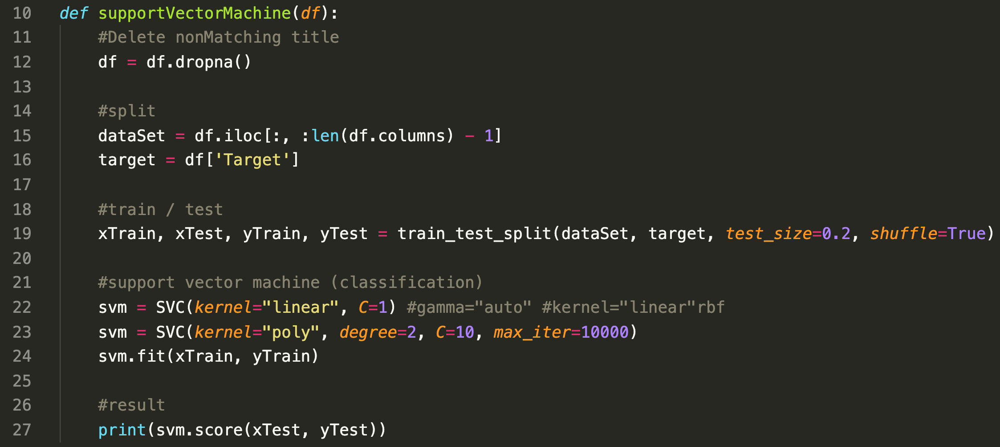 10 def supportVectorMachine(df):
11 #Delete nonMatching title
12 df = df.dropna()
13
14 #split
15 dataSet = df.iloc[:, :len(df.columns) - 1]
16 target = df['Target']
17
18 #train / test
19 xTrain, xTest, yTrain, yTest = train_test_split(dataSet, target, test_size=0.2, shuffle=True)
20
21 #support vector machine (classification)
22 svm = SVC(kernel="linear", C=1) #gamma="auto" #kernel="linear"rbf
23 svm = SVC(kernel="poly", degree=2, C=10, max_iter=10000)
24 svm.fit(xTrain, yTrain)
25
26 #result
27 print(svm.score(xTest, yTest))